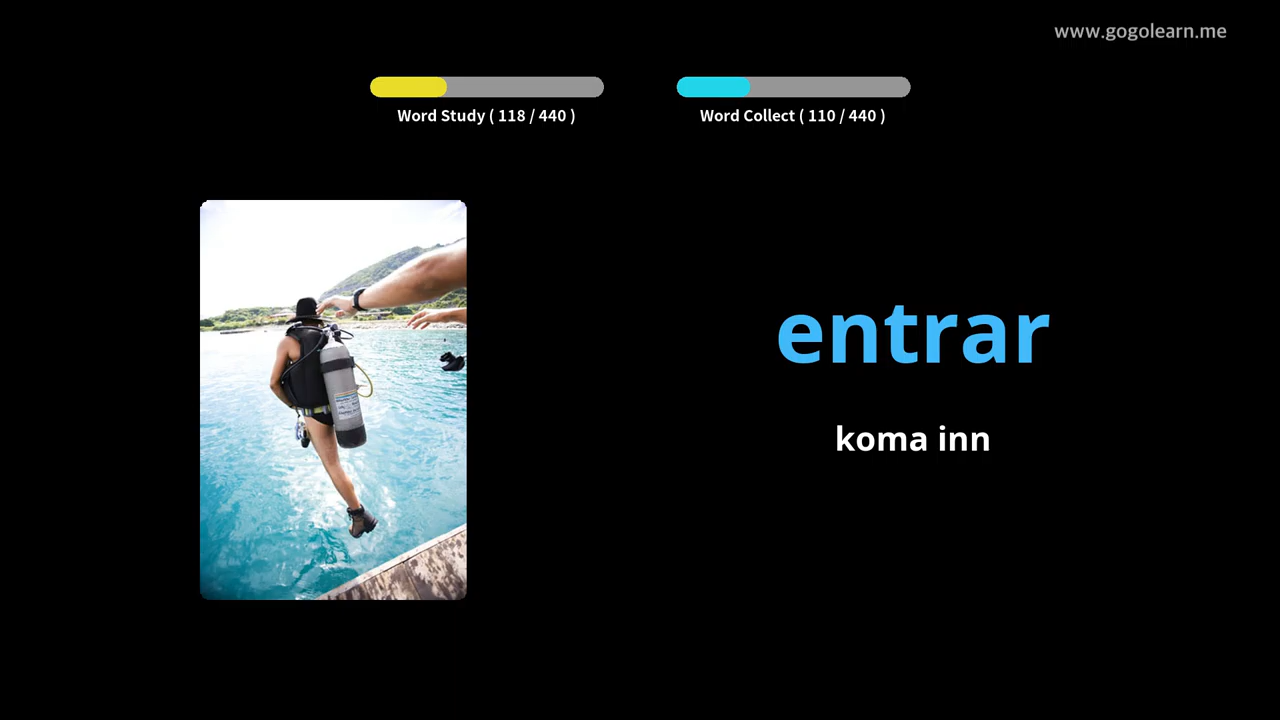 www.gogolearn.me
Word Study ( 118 / 440 )
Word Collect ( 110 / 440 )
entrar
koma inn